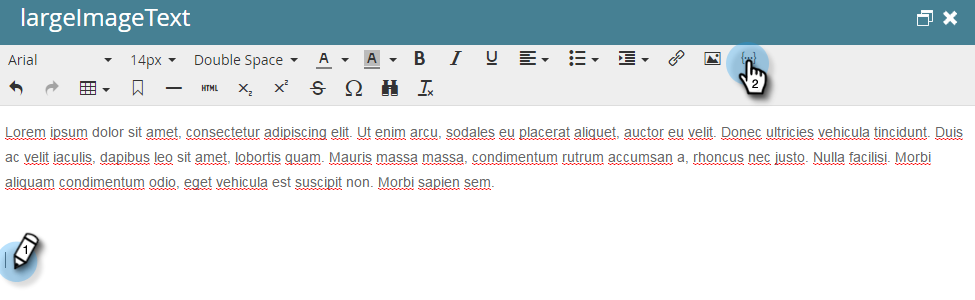 largeImageText
Arial 14px Double Space A A B I U {...} 2
HTML x₂ x² S Ω Tx
Lorem ipsum dolor sit amet, consectetur adipiscing elit. Ut enim arcu, sodales eu placerat aliquet, auctor eu velit. Donec ultricies vehicula tincidunt. Duis
ac velit iaculis, dapibus leo sit amet, lobortis quam. Mauris massa massa, condimentum rutrum accumsan a, rhoncus nec justo. Nulla facilisi. Morbi
aliquam condimentum odio, eget vehicula est suscipit non. Morbi sapien sem.
1